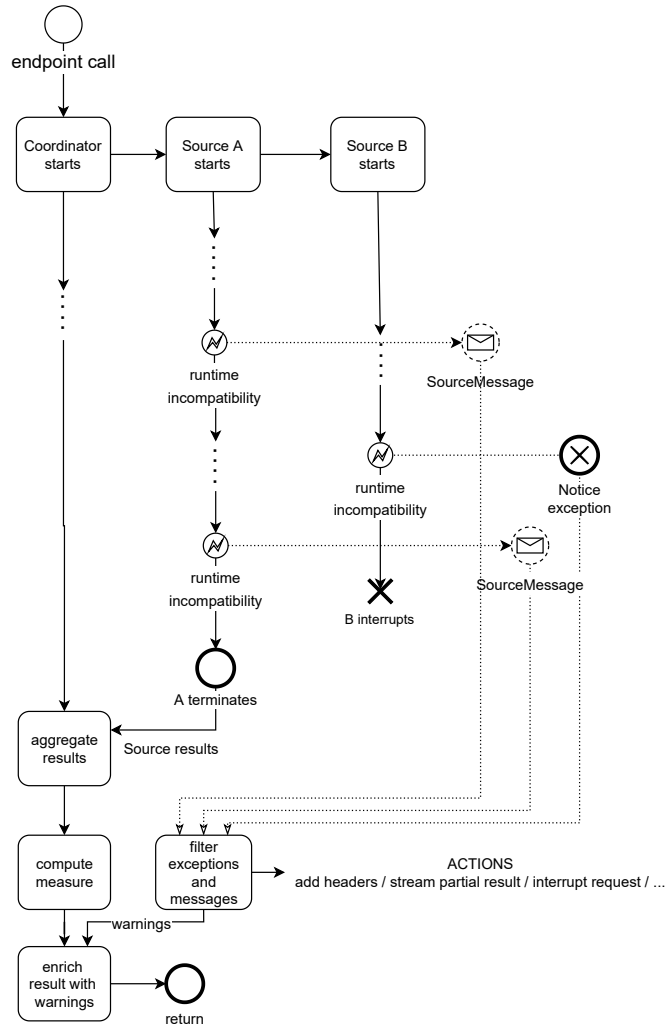 endpoint call
Coordinator
starts
Source A
starts
Source B
starts
runtime
incompatibility
SourceMessage
runtime
incompatibility
Notice
exception
runtime
incompatibility
SourceMessage
B interrupts
A terminates
aggregate
results
Source results
compute
measure
filter
exceptions
and
messages
ACTIONS
add headers / stream partial result / interrupt request / ...
warnings
enrich
result with
warnings
return